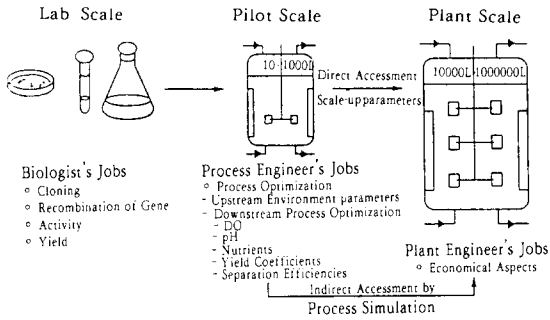 Lab Scale
Pilot Scale
Plant Scale
10-1000L
Direct Accessment
Scale-up parameters
10000L-1000000L
Biologist's Jobs
o Cloning
o Recombination of Gene
o Activity
o Yield
Process Engineer's Jobs
o Process Optimization
- Upstream Environment parameters
- Downstream Process Optimization
- DO
- pH
- Nutrients
- Yield Coefficients
- Separation Efficiencies
Plant Engineer's Jobs
o Economical Aspects
Indirect Accessment by
Process Simulation